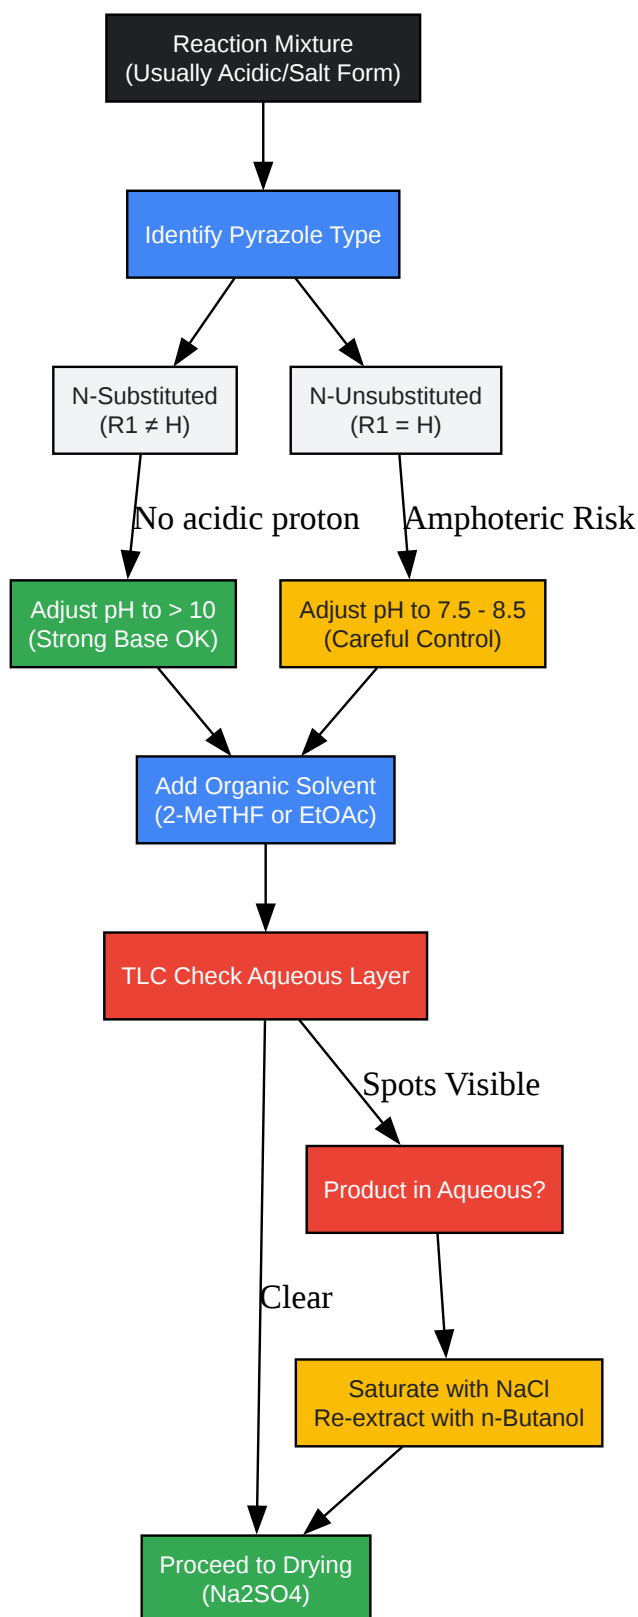 Reaction Mixture
(Usually Acidic/Salt Form)
Identify Pyrazole Type
N-Substituted
(R1 ≠ H)
N-Unsubstituted
(R1 = H)
No acidic proton
Amphoteric Risk
Adjust pH to > 10
(Strong Base OK)
Adjust pH to 7.5 - 8.5
(Careful Control)
Add Organic Solvent
(2-MeTHF or EtOAc)
TLC Check Aqueous Layer
Spots Visible
Product in Aqueous?
Clear
Saturate with NaCl
Re-extract with n-Butanol
Proceed to Drying
(Na2SO4)